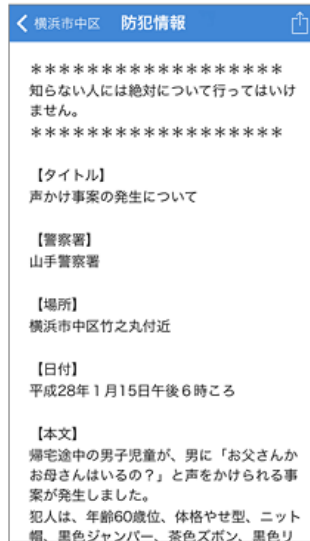 横浜市中区 防犯情報
＊＊＊＊＊＊＊＊＊＊＊＊＊＊＊＊＊＊
知らない人には絶対について行ってはいけ
ません。
＊＊＊＊＊＊＊＊＊＊＊＊＊＊＊＊＊＊
【タイトル】
声かけ事案の発生について
【警察署】
山手警察署
【場所】
横浜市中区竹之丸付近
【日付】
平成28年１月15日午後６時ころ
【本文】
帰宅途中の男子児童が、男に「お父さんか
お母さんはいるの？」と声をかけられる事
案が発生しました。
犯人は、年齢60歳位、体格やせ型、ニット
帽、黒色ジャンパー、茶色ズボン、黒色リ